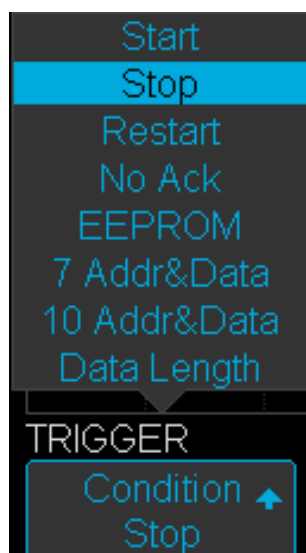 Start
Stop
Restart
No Ack
EEPROM
7 Addr&Data
10 Addr&Data
Data Length
TRIGGER
Condition
Stop